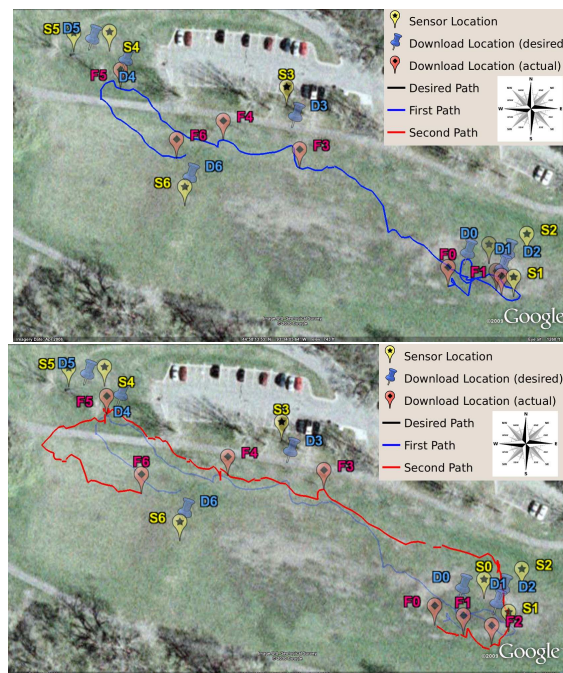 Sensor Location
Download Location (desired)
Download Location (actual)
Desired Path
First Path
Second Path
N
W
E
S
S5
D5
S4
F5
D4
S3
D3
F4
F6
F3
D6
S6
D0
D1
S2
D2
F0
F1
S1
©2009 Google
Sensor Location
Download Location (desired)
Download Location (actual)
Desired Path
First Path
Second Path
N
W
E
S
S5
D5
S4
F5
D4
S3
D3
F4
F3
F6
D6
S6
S0
S2
D0
D1
D2
F0
F1
S1
F2
©2009 Google